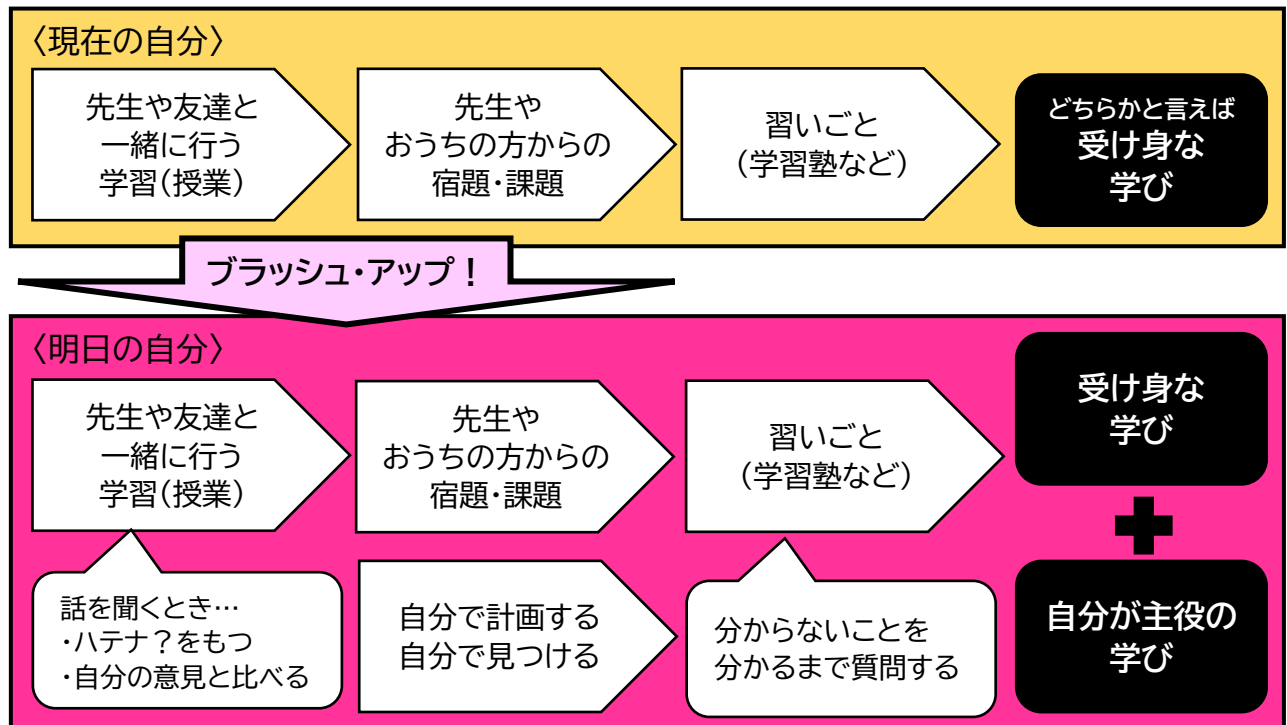 〈現在の自分〉
先生や友達と
一緒に行う
学習(授業)
先生や
おうちの方からの
宿題・課題
習いごと
(学習塾など)
どちらかと言えば
受け身な
学び
ブラッシュ・アップ!
〈明日の自分〉
先生や友達と
一緒に行う
学習(授業)
先生や
おうちの方からの
宿題・課題
習いごと
(学習塾など)
受け身な
学び
話を聞くとき…
・ハテナ?をもつ
・自分の意見と比べる
自分で計画する
自分で見つける
分からないことを
分かるまで質問する
自分が主役の
学び